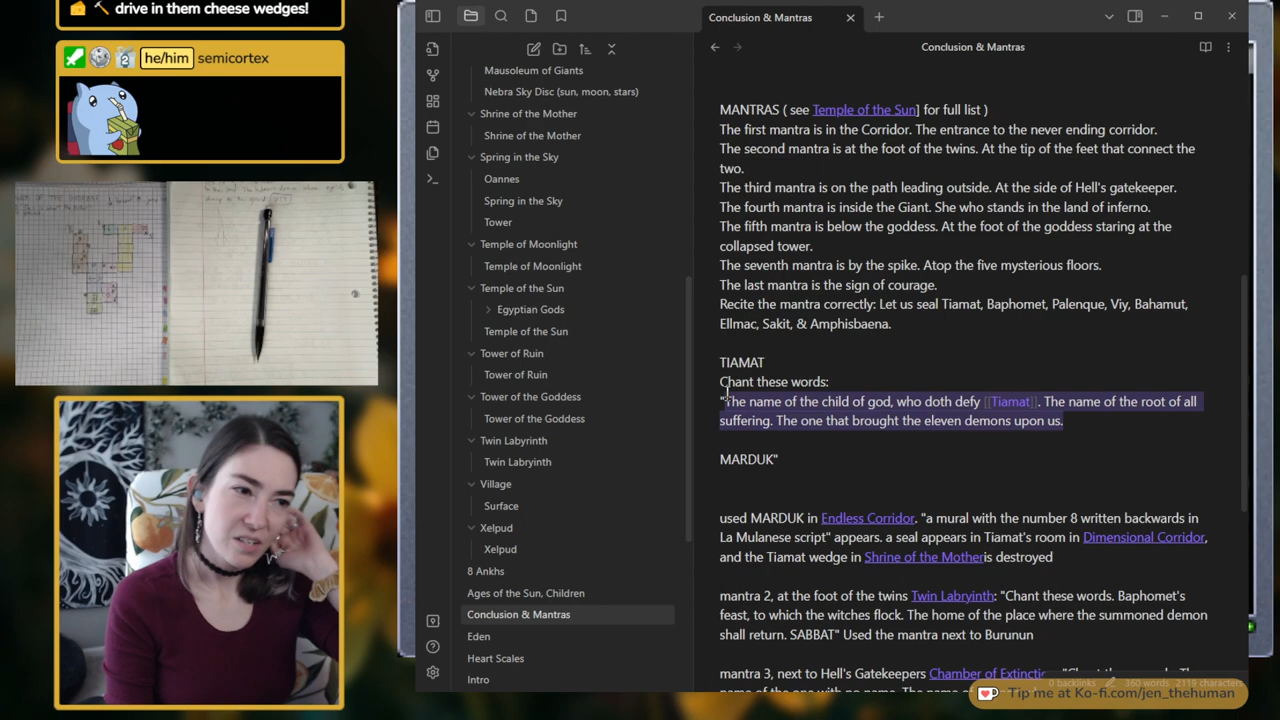 drive in them cheese wedges!
2 he/him semicortex
Mausoleum of Giants
Nebra Sky Disc (sun, moon, stars)
Shrine of the Mother
Shrine of the Mother
Spring in the Sky
Oannes
Spring in the Sky
Tower
Temple of Moonlight
Temple of Moonlight
Temple of the Sun
Egyptian Gods
Temple of the Sun
Tower of Ruin
Tower of Ruin
Tower of the Goddess
Tower of the Goddess
Twin Labyrinth
Twin Labyrinth
Village
Surface
Xelpud
Xelpud
8 Ankhs
Ages of the Sun, Children
Conclusion & Mantras
Eden
Heart Scales
Intro
Conclusion & Mantras
Conclusion & Mantras
MANTRAS ( see Temple of the Sun] for full list )
The first mantra is in the Corridor. The entrance to the never ending corridor.
The second mantra is at the foot of the twins. At the tip of the feet that connect the
two.
The third mantra is on the path leading outside. At the side of Hell's gatekeeper.
The fourth mantra is inside the Giant. She who stands in the land of inferno.
The fifth mantra is below the goddess. At the foot of the goddess staring at the
collapsed tower.
The seventh mantra is by the spike. Atop the five mysterious floors.
The last mantra is the sign of courage.
Recite the mantra correctly: Let us seal Tiamat, Baphomet, Palenque, Viy, Bahamut,
Ellmac, Sakit, & Amphisbaena.
TIAMAT
Chant these words:
"The name of the child of god, who doth defy [[Tiamat]]. The name of the root of all
suffering. The one that brought the eleven demons upon us.
MARDUK"
used MARDUK in Endless Corridor. "a mural with the number 8 written backwards in
La Mulanese script" appears. a seal appears in Tiamat's room in Dimensional Corridor,
and the Tiamat wedge in Shrine of the Motheris destroyed
mantra 2, at the foot of the twins Twin Labyrinth: "Chant these words. Baphomet's
feast, to which the witches flock. The home of the place where the summoned demon
shall return. SABBAT" Used the mantra next to Burunun
mantra 3, next to Hell's Gatekeepers Chamber of Extinctic
0 backlinks 360 words 2119 characters
Tip me at Ko-fi.com/jen_thehuman